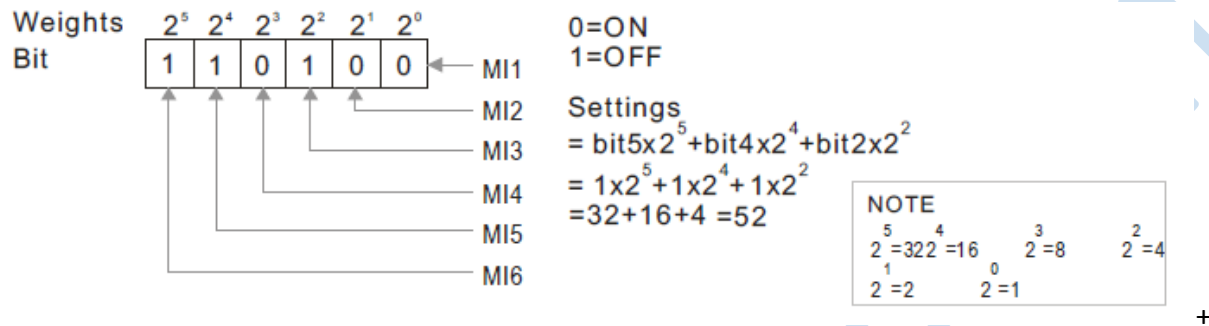 Weights 2⁵ 2⁴ 2³ 2² 2¹ 2⁰
Bit 1 1 0 1 0 0
MI1
MI2
MI3
MI4
MI5
MI6
0=ON
1=OFF
Settings
= bit5x2⁵+bit4x2⁴+bit2x2²
= 1x2⁵+1x2⁴+1x2²
=32+16+4 =52
NOTE
2⁵=322⁴=16 2³=8 2²=4
2¹=2 2⁰=1
+